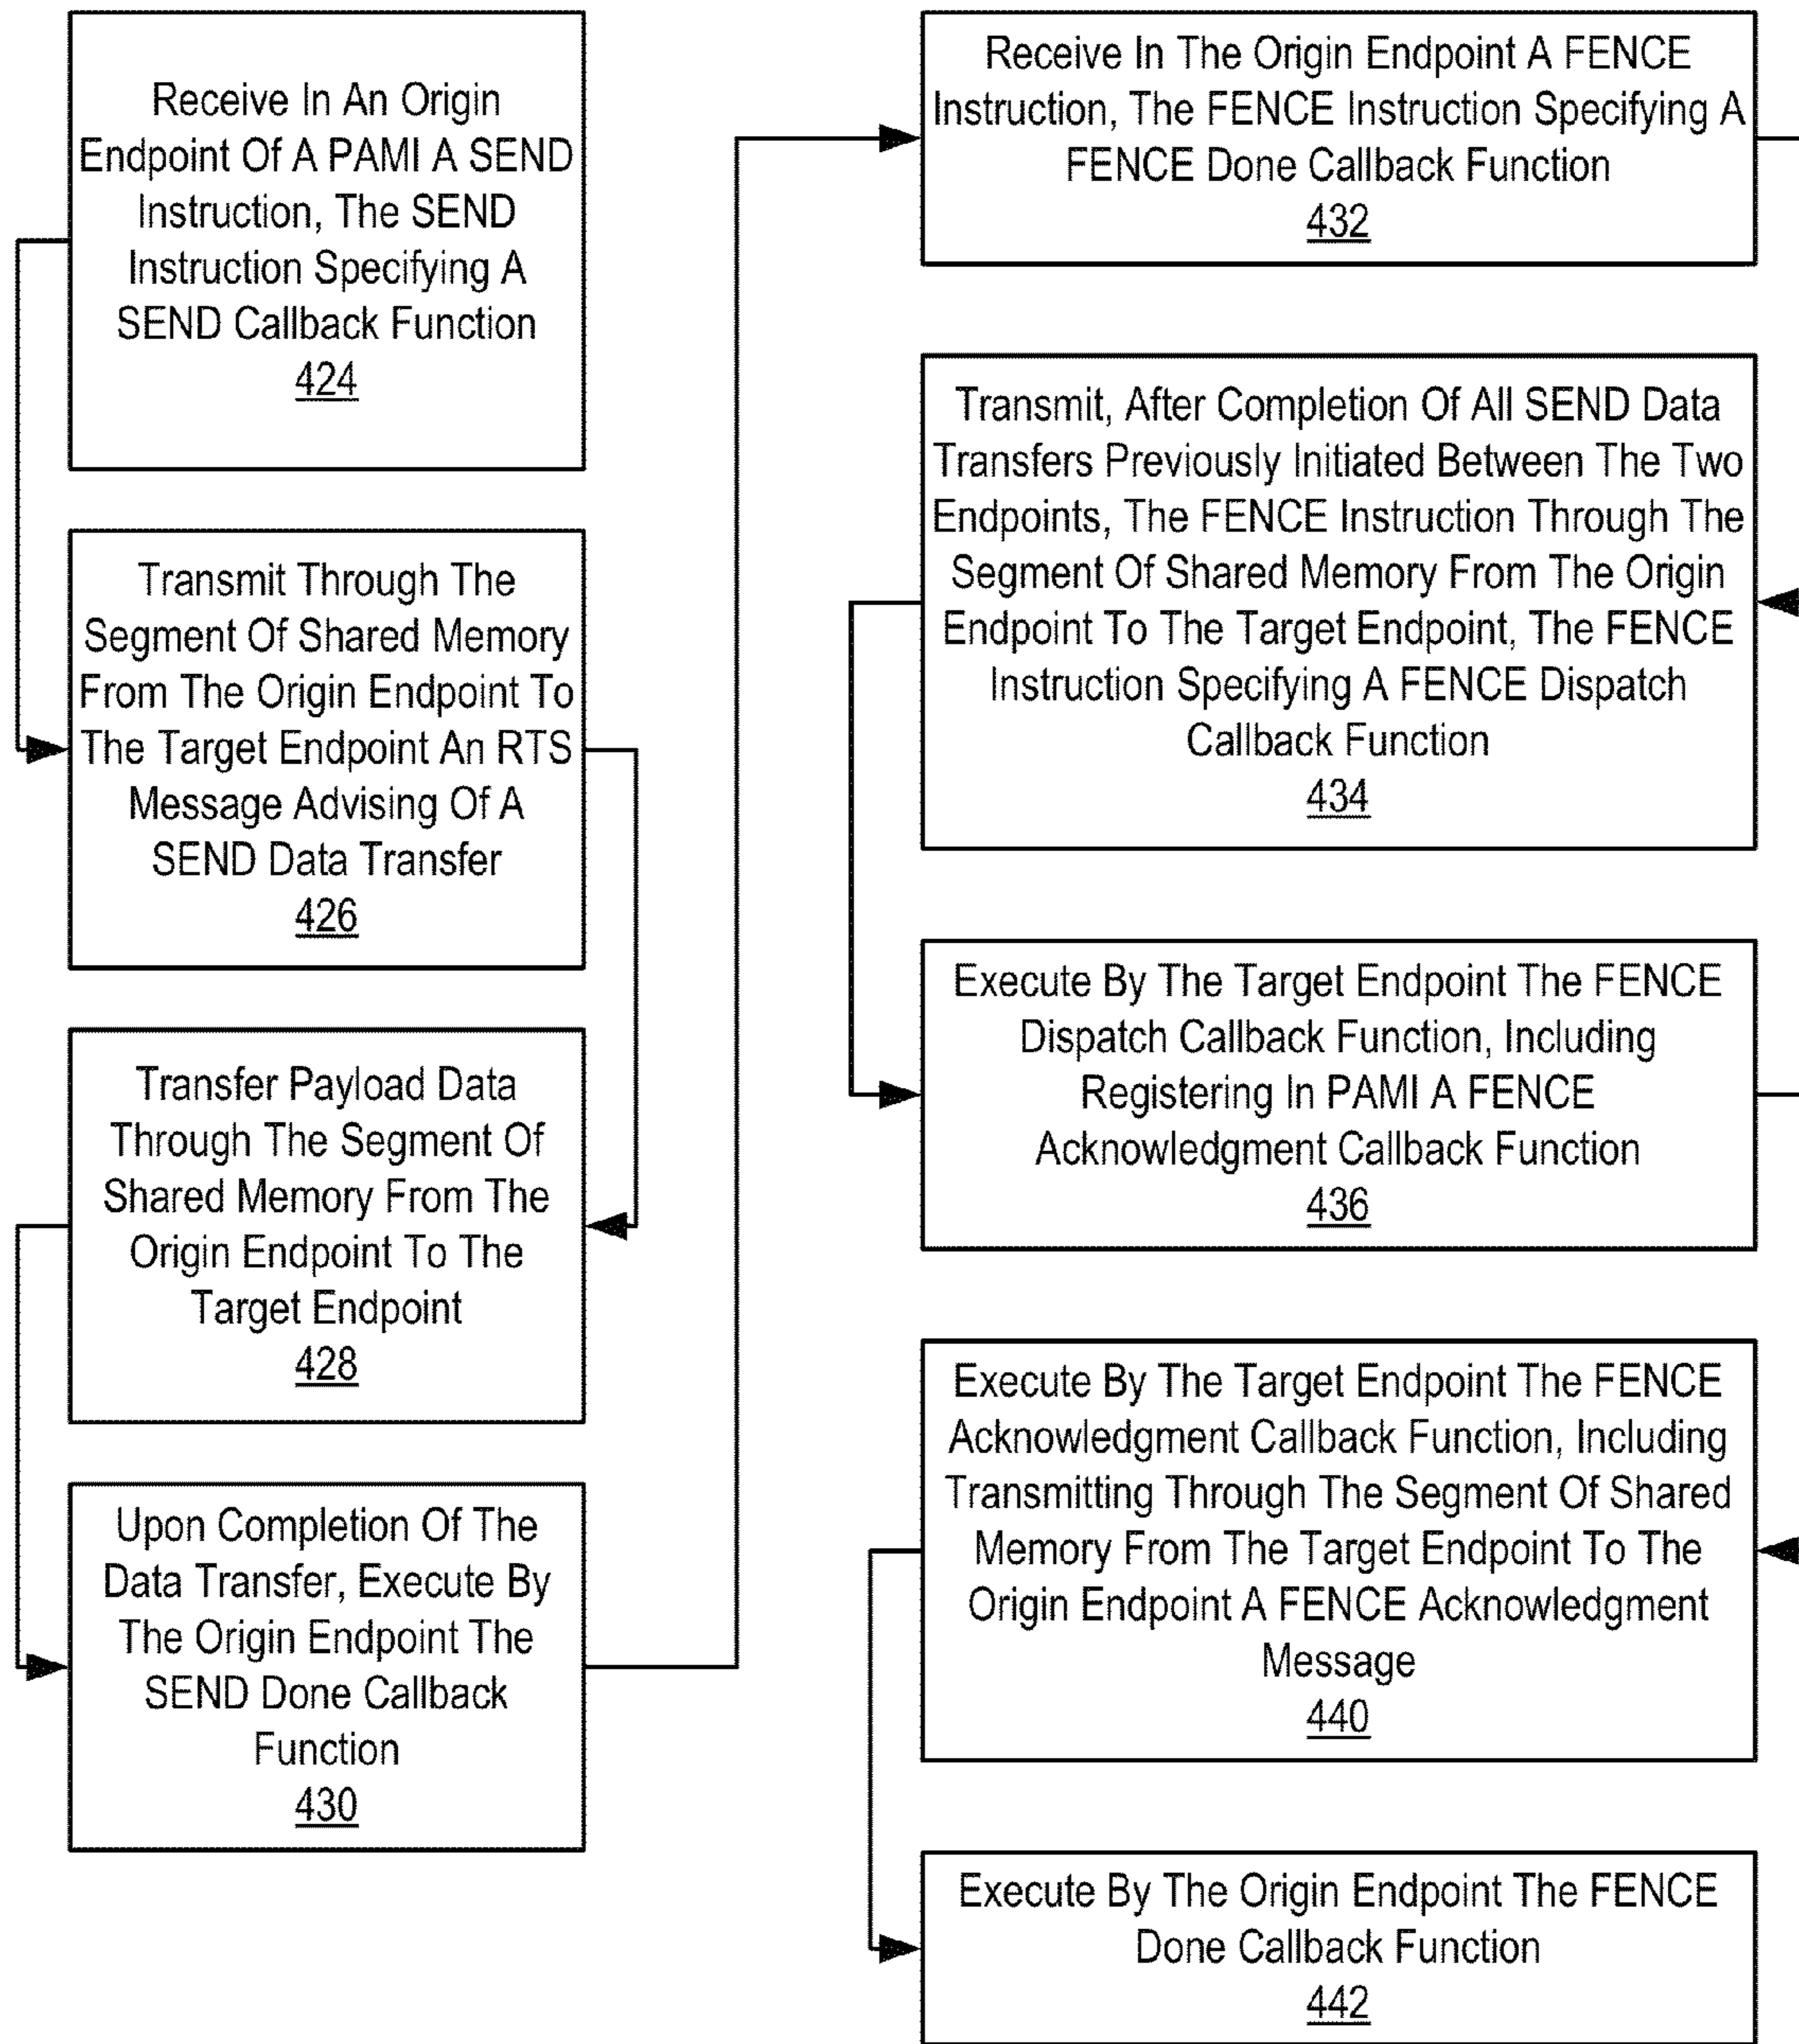 Receive In An Origin
Endpoint Of A PAMI A SEND
Instruction, The SEND
Instruction Specifying A
SEND Callback Function
424
Transmit Through The
Segment Of Shared Memory
From The Origin Endpoint To
The Target Endpoint An RTS
Message Advising Of A
SEND Data Transfer
426
Transfer Payload Data
Through The Segment Of
Shared Memory From The
Origin Endpoint To The
Target Endpoint
428
Upon Completion Of The
Data Transfer, Execute By
The Origin Endpoint The
SEND Done Callback
Function
430
Receive In The Origin Endpoint A FENCE
Instruction, The FENCE Instruction Specifying A
FENCE Done Callback Function
432
Transmit, After Completion Of All SEND Data
Transfers Previously Initiated Between The Two
Endpoints, The FENCE Instruction Through The
Segment Of Shared Memory From The Origin
Endpoint To The Target Endpoint, The FENCE
Instruction Specifying A FENCE Dispatch
Callback Function
434
Execute By The Target Endpoint The FENCE
Dispatch Callback Function, Including
Registering In PAMI A FENCE
Acknowledgment Callback Function
436
Execute By The Target Endpoint The FENCE
Acknowledgment Callback Function, Including
Transmitting Through The Segment Of Shared
Memory From The Target Endpoint To The
Origin Endpoint A FENCE Acknowledgment
Message
440
Execute By The Origin Endpoint The FENCE
Done Callback Function
442